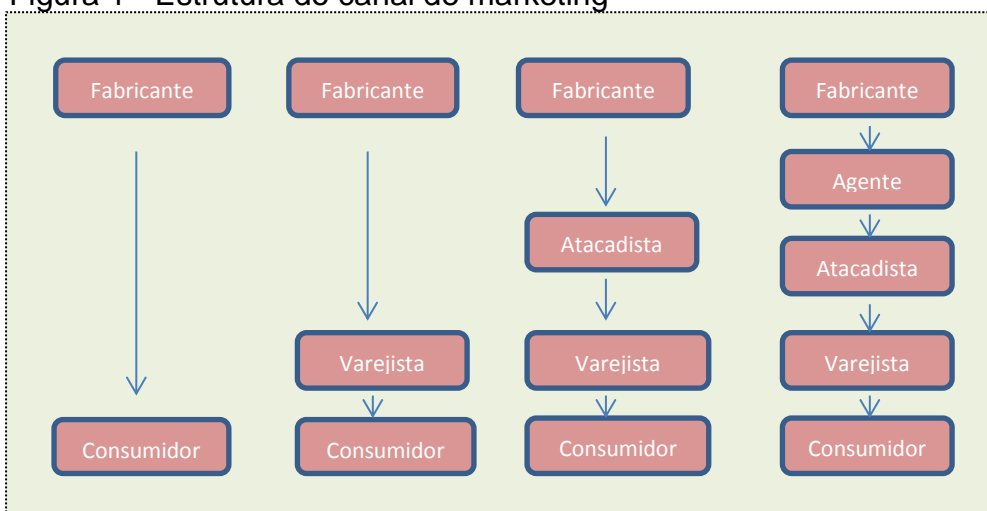 Figura 1 - Estrutura do canal de marketing
Fabricante
Fabricante
Fabricante
Fabricante
Agente
Atacadista
Atacadista
Varejista
Varejista
Varejista
Consumidor
Consumidor
Consumidor
Consumidor